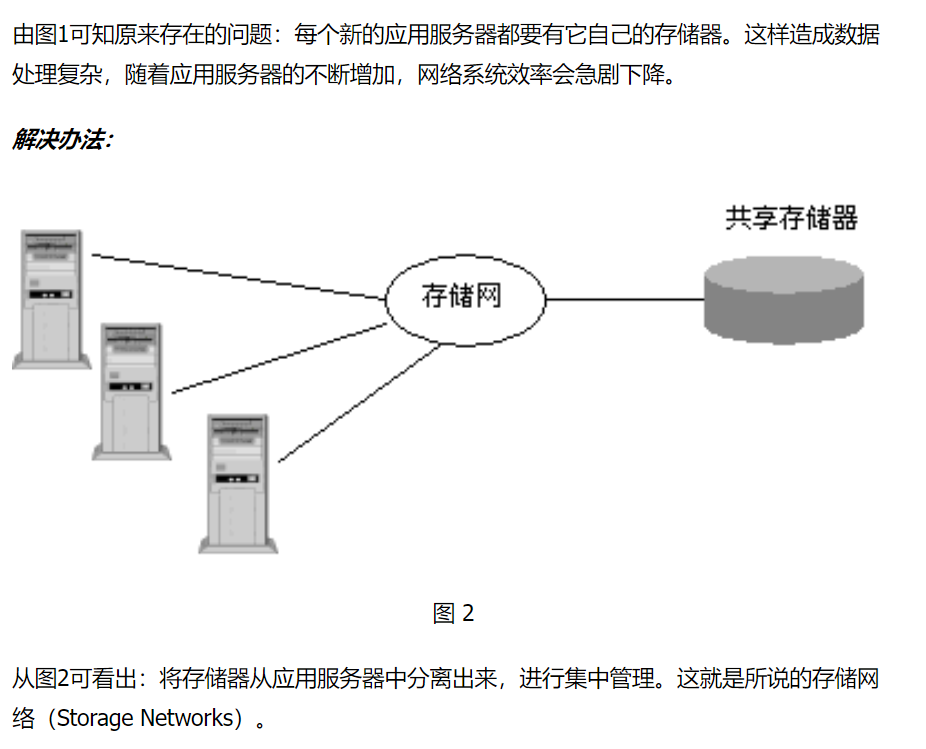 由图1可知原来存在的问题：每个新的应用服务器都要有它自己的存储器。这样造成数据
处理复杂，随着应用服务器的不断增加，网络系统效率会急剧下降。
解决办法：
共享存储器
存储网
图 2
从图2可看出：将存储器从应用服务器中分离出来，进行集中管理。这就是所说的存储网
络（Storage Networks）。